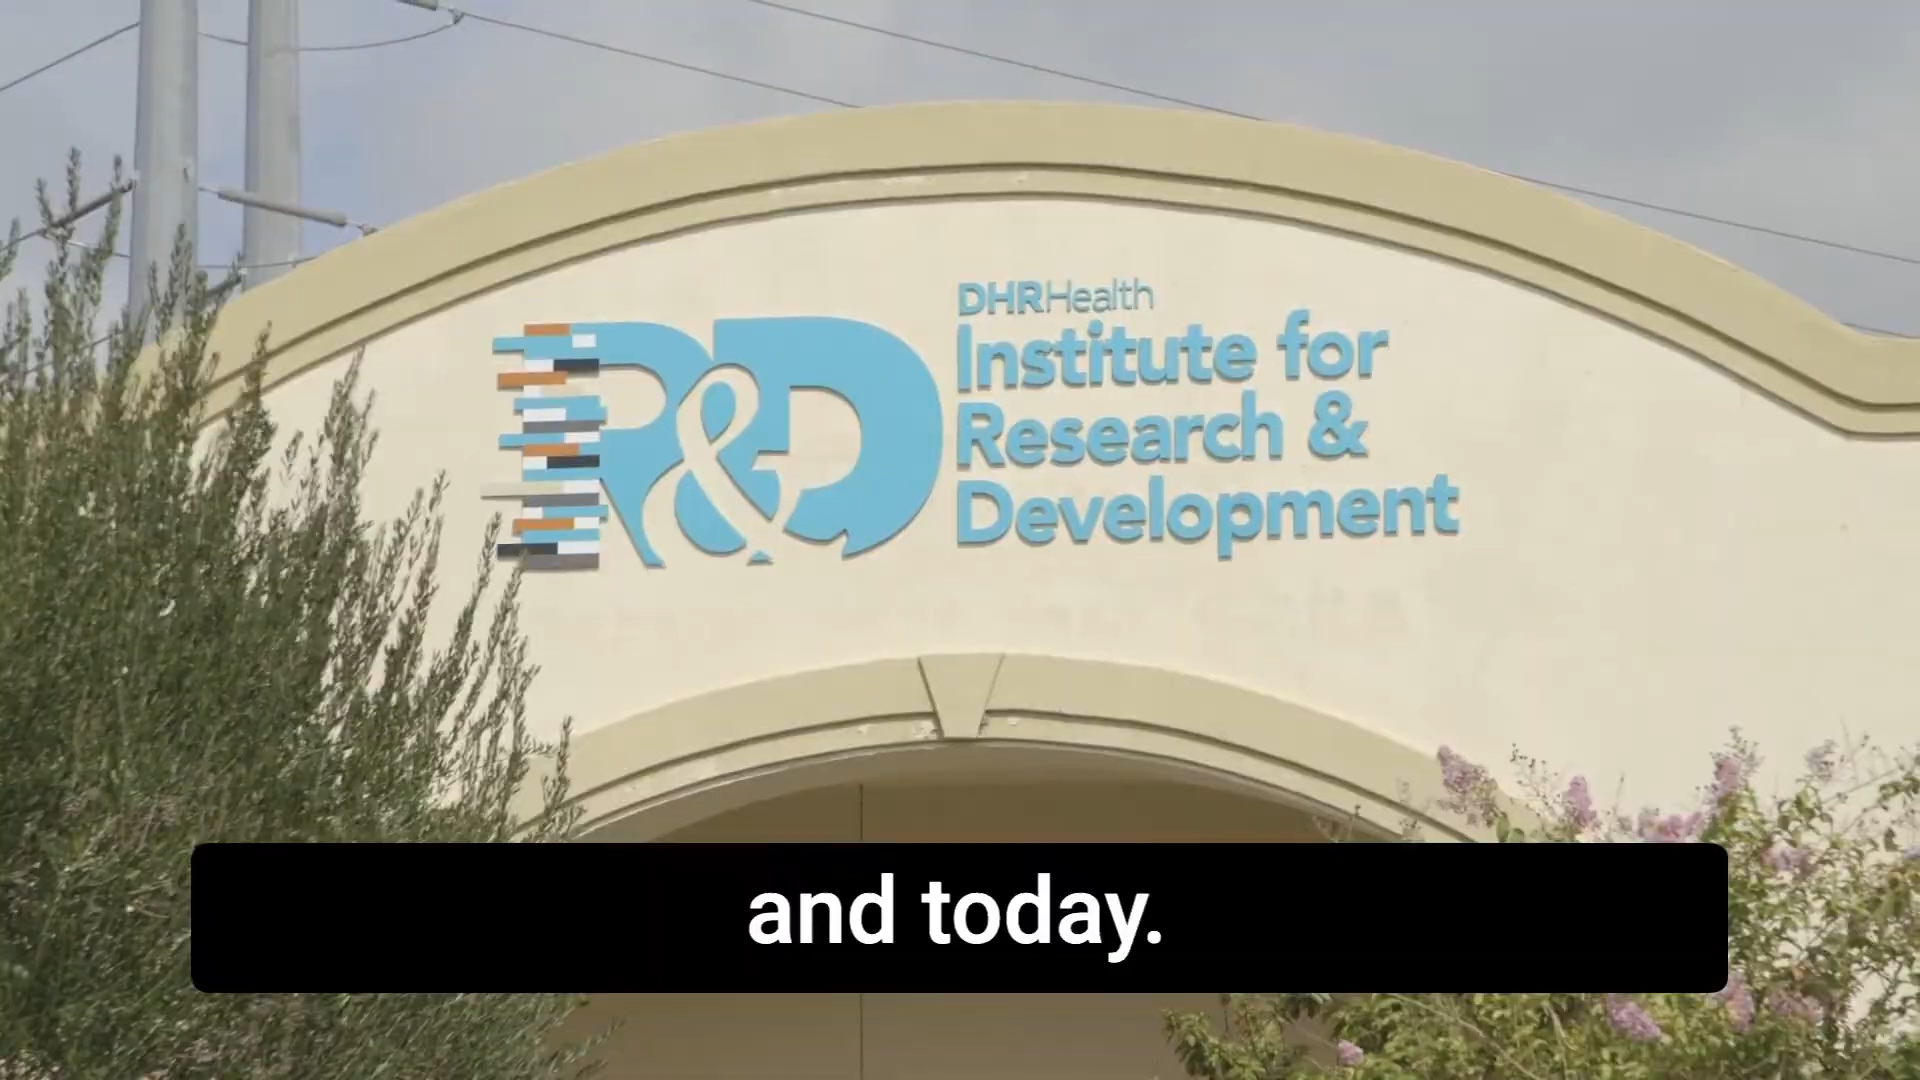 R&D
DHRHealth
Institute for
Research &
Development
and today.